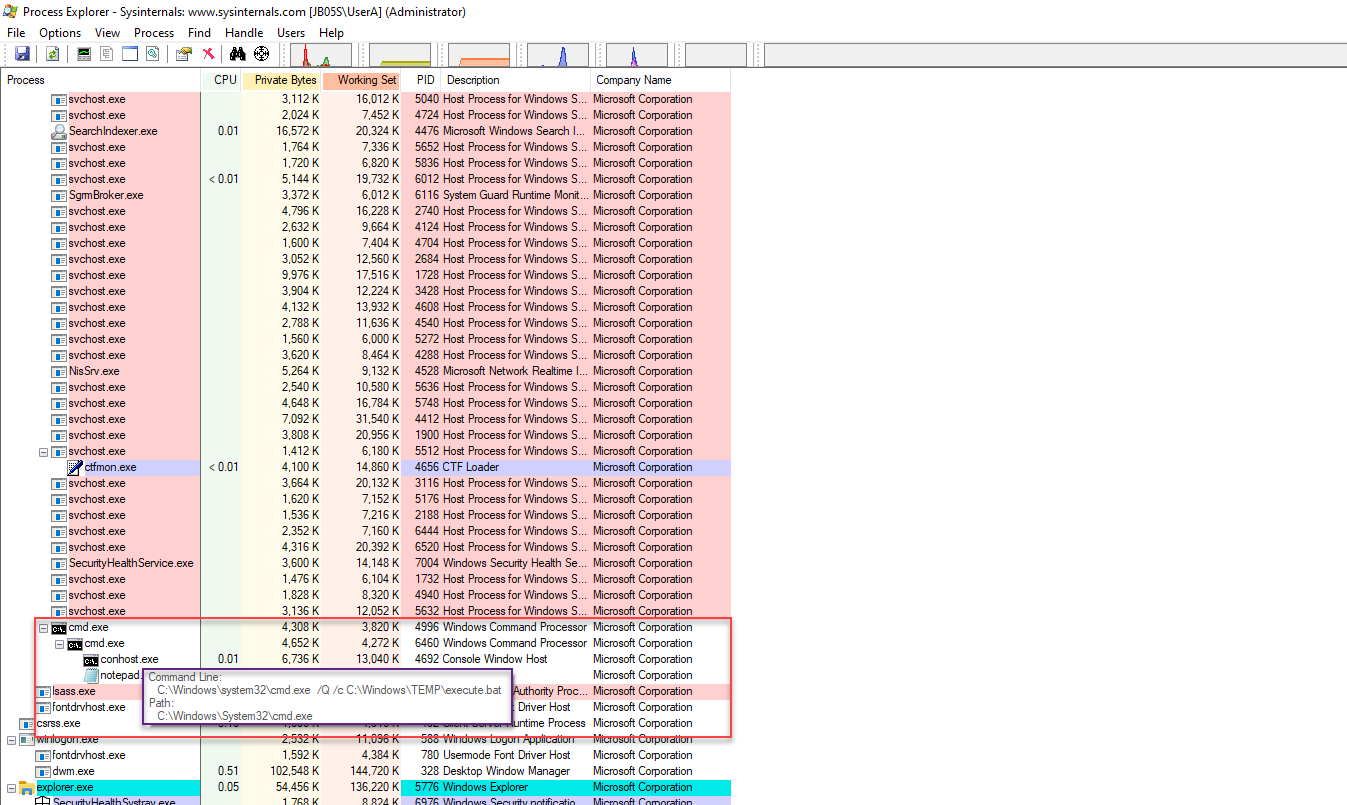 Process Explorer - Sysinternals: www.sysinternals.com [JB05S\UserA] (Administrator)
File Options View Process Find Handle Users Help
Process CPU Private Bytes Working Set PID Description Company Name
svchost.exe 3,112 K 16,012 K 5040 Host Process for Windows S... Microsoft Corporation
svchost.exe 2,024 K 7,452 K 4724 Host Process for Windows S... Microsoft Corporation
SearchIndexer.exe 0.01 16,572 K 20,324 K 4476 Microsoft Windows Search I... Microsoft Corporation
svchost.exe 1,764 K 7,336 K 5652 Host Process for Windows S... Microsoft Corporation
svchost.exe 1,720 K 6,820 K 5836 Host Process for Windows S... Microsoft Corporation
svchost.exe < 0.01 5,144 K 19,732 K 6012 Host Process for Windows S... Microsoft Corporation
SgrmBroker.exe 3,372 K 6,012 K 6116 System Guard Runtime Monit... Microsoft Corporation
svchost.exe 4,796 K 16,228 K 2740 Host Process for Windows S... Microsoft Corporation
svchost.exe 2,632 K 9,664 K 4124 Host Process for Windows S... Microsoft Corporation
svchost.exe 1,600 K 7,404 K 4704 Host Process for Windows S... Microsoft Corporation
svchost.exe 3,052 K 12,560 K 2684 Host Process for Windows S... Microsoft Corporation
svchost.exe 9,976 K 17,516 K 1728 Host Process for Windows S... Microsoft Corporation
svchost.exe 3,904 K 12,224 K 3428 Host Process for Windows S... Microsoft Corporation
svchost.exe 4,132 K 13,932 K 4608 Host Process for Windows S... Microsoft Corporation
svchost.exe 2,788 K 11,636 K 4540 Host Process for Windows S... Microsoft Corporation
svchost.exe 1,560 K 6,000 K 5272 Host Process for Windows S... Microsoft Corporation
svchost.exe 3,620 K 8,464 K 4288 Host Process for Windows S... Microsoft Corporation
NisSrv.exe 5,264 K 9,132 K 4528 Microsoft Network Realtime I... Microsoft Corporation
svchost.exe 2,540 K 10,580 K 5636 Host Process for Windows S... Microsoft Corporation
svchost.exe 4,648 K 16,784 K 5748 Host Process for Windows S... Microsoft Corporation
svchost.exe 7,092 K 31,540 K 4412 Host Process for Windows S... Microsoft Corporation
svchost.exe 3,808 K 20,956 K 1900 Host Process for Windows S... Microsoft Corporation
svchost.exe 1,412 K 6,180 K 5512 Host Process for Windows S... Microsoft Corporation
ctfmon.exe < 0.01 4,100 K 14,860 K 4656 CTF Loader Microsoft Corporation
svchost.exe 3,664 K 20,132 K 3116 Host Process for Windows S... Microsoft Corporation
svchost.exe 1,620 K 7,152 K 5176 Host Process for Windows S... Microsoft Corporation
svchost.exe 1,536 K 7,216 K 2188 Host Process for Windows S... Microsoft Corporation
svchost.exe 2,352 K 7,160 K 6444 Host Process for Windows S... Microsoft Corporation
svchost.exe 4,316 K 20,392 K 6520 Host Process for Windows S... Microsoft Corporation
SecurityHealthService.exe 3,600 K 14,148 K 7004 Windows Security Health Se... Microsoft Corporation
svchost.exe 1,476 K 6,104 K 1732 Host Process for Windows S... Microsoft Corporation
svchost.exe 1,828 K 8,320 K 4940 Host Process for Windows S... Microsoft Corporation
svchost.exe 3,136 K 12,052 K 5632 Host Process for Windows S... Microsoft Corporation
cmd.exe 4,308 K 3,820 K 4996 Windows Command Processor Microsoft Corporation
cmd.exe 4,652 K 4,272 K 6460 Windows Command Processor Microsoft Corporation
conhost.exe 0.01 6,736 K 13,040 K 4692 Console Window Host Microsoft Corporation
notepad. Microsoft Corporation
Command Line:
C:\Windows\system32\cmd.exe /Q /c C:\Windows\TEMP\execute.bat
Path:
C:\Windows\System32\cmd.exe
lsass.exe Authority Proc... Microsoft Corporation
fontdrvhost.exe Driver Host Microsoft Corporation
csrss.exe Client Server Runtime Process Microsoft Corporation
winlogon.exe 2,532 K 11,096 K 588 Windows Logon Application Microsoft Corporation
fontdrvhost.exe 1,592 K 4,384 K 780 Usermode Font Driver Host Microsoft Corporation
dwm.exe 0.51 102,548 K 144,720 K 328 Desktop Window Manager Microsoft Corporation
explorer.exe 0.05 54,456 K 136,220 K 5776 Windows Explorer Microsoft Corporation
SecurityHealthSystray.exe 1,768 K 8,824 K 6976 Windows Security notificatio... Microsoft Corporation